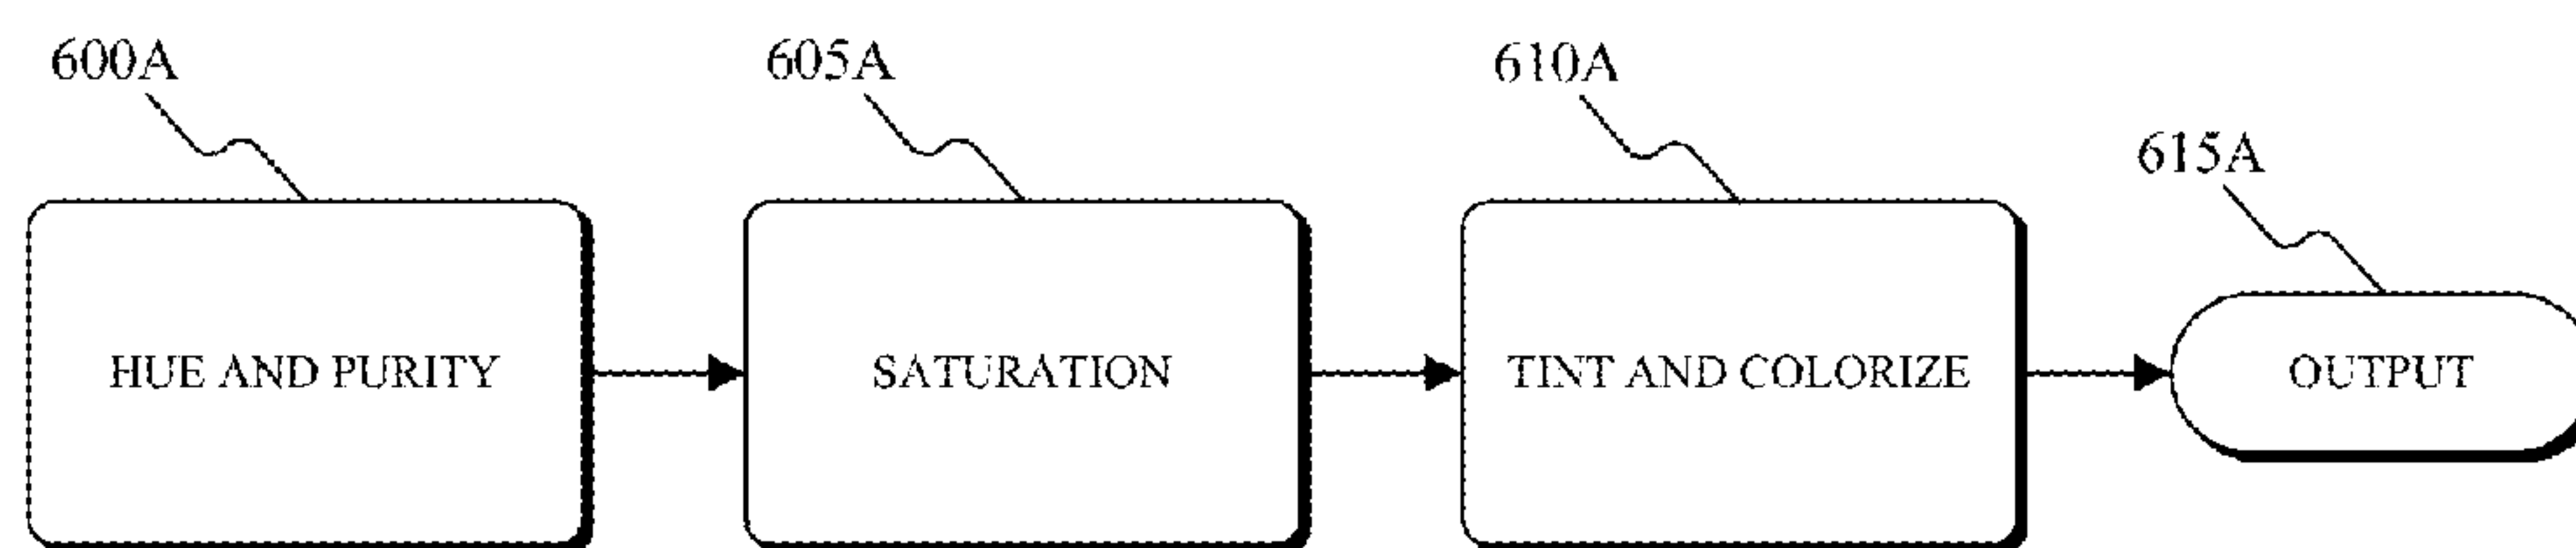 600A
605A
610A
615A
HUE AND PURITY
SATURATION
TINT AND COLORIZE
OUTPUT